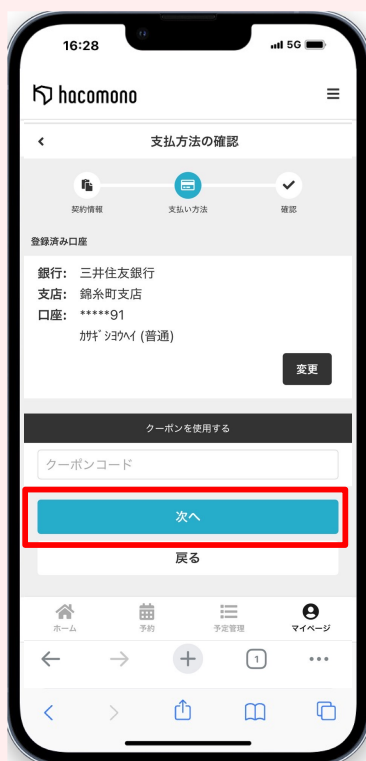 16:28
5G
hacomono
支払方法の確認
契約情報
支払い方法
確認
登録済み口座
銀行: 三井住友銀行
支店: 錦糸町支店
口座: *****91
ｶｻｷﾞ ｼﾖｳﾍｲ (普通)
変更
クーポンを使用する
クーポンコード
次へ
戻る
ホーム
予約
予定管理
マイページ
1